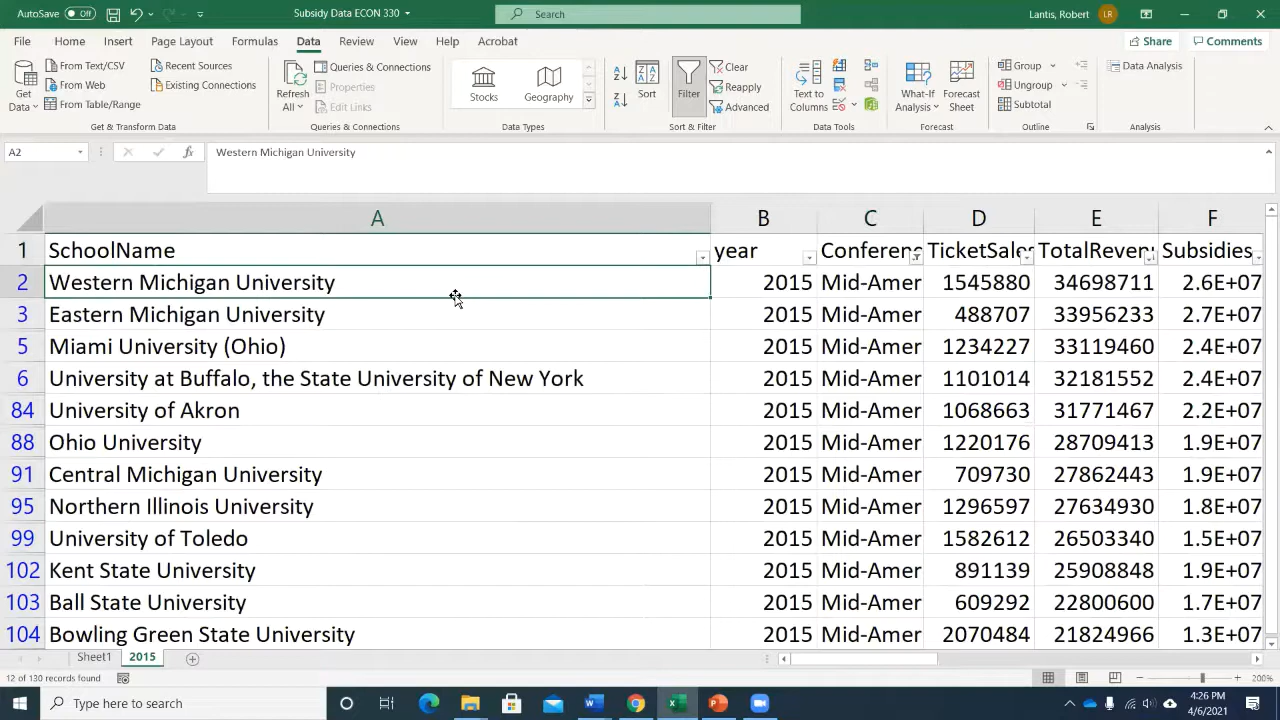 AutoSave Off Subsidy Data ECON 330 Search Lantis, Robert LR
File Home Insert Page Layout Formulas Data Review View Help Acrobat Share Comments
Get Data From Text/CSV From Web From Table/Range Recent Sources Existing Connections
Get & Transform Data
Refresh All Queries & Connections Properties Edit Links
Queries & Connections
Stocks Geography
Data Types
Sort Filter Clear Reapply Advanced
Sort & Filter
Text to Columns
Data Tools
What-If Analysis Forecast Sheet
Forecast
Group Ungroup Subtotal
Outline
Data Analysis
Analysis
A2 fx Western Michigan University
A B C D E F
1 SchoolName year Conferenc TicketSales TotalReven Subsidies
2 Western Michigan University 2015 Mid-Amer 1545880 34698711 2.6E+07
3 Eastern Michigan University 2015 Mid-Amer 488707 33956233 2.7E+07
5 Miami University (Ohio) 2015 Mid-Amer 1234227 33119460 2.4E+07
6 University at Buffalo, the State University of New York 2015 Mid-Amer 1101014 32181552 2.4E+07
84 University of Akron 2015 Mid-Amer 1068663 31771467 2.2E+07
88 Ohio University 2015 Mid-Amer 1220176 28709413 1.9E+07
91 Central Michigan University 2015 Mid-Amer 709730 27862443 1.9E+07
95 Northern Illinois University 2015 Mid-Amer 1296597 27634930 1.8E+07
99 University of Toledo 2015 Mid-Amer 1582612 26503340 1.5E+07
102 Kent State University 2015 Mid-Amer 891139 25908848 1.9E+07
103 Ball State University 2015 Mid-Amer 609292 22800600 1.7E+07
104 Bowling Green State University 2015 Mid-Amer 2070484 21824966 1.3E+07
Sheet1 2015
12 of 130 records found 200%
Type here to search 4:26 PM
4/6/2021